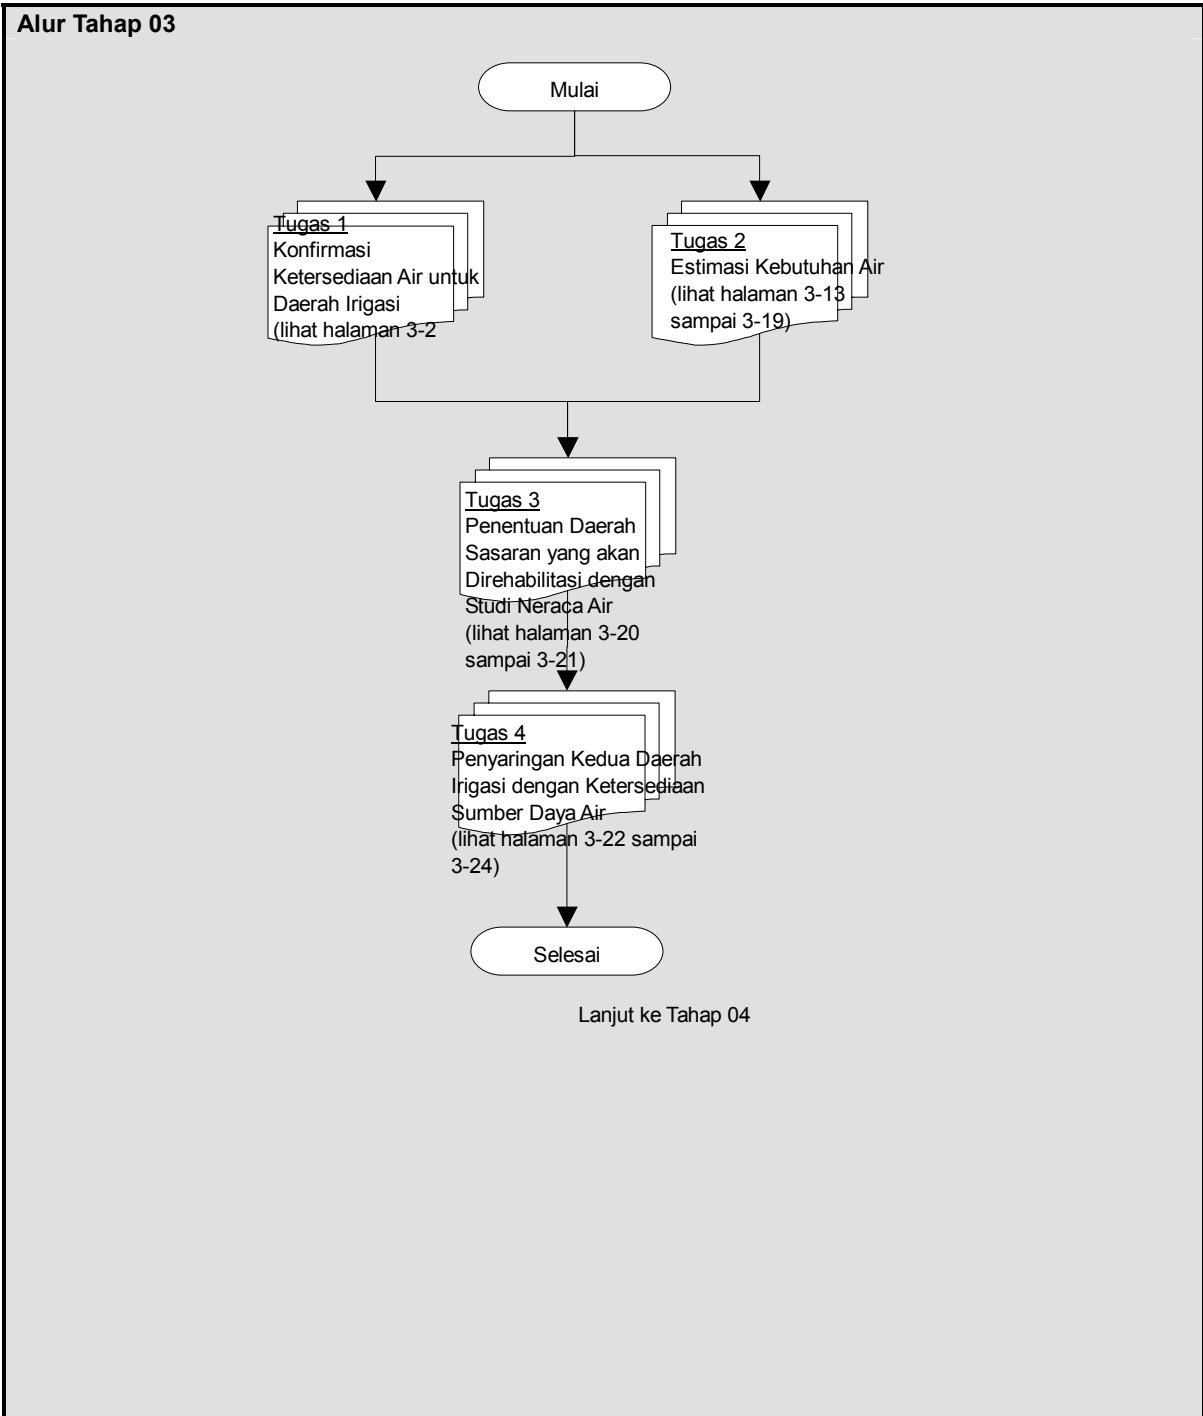 Alur Tahap 03
Mulai
Tugas 1
Konfirmasi
Ketersediaan Air untuk
Daerah Irigasi
(lihat halaman 3-2
Tugas 2
Estimasi Kebutuhan Air
(lihat halaman 3-13
sampai 3-19)
Tugas 3
Penentuan Daerah
Sasaran yang akan
Direhabilitasi dengan
Studi Neraca Air
(lihat halaman 3-20
sampai 3-21)
Tugas 4
Penyaringan Kedua Daerah
Irigasi dengan Ketersediaan
Sumber Daya Air
(lihat halaman 3-22 sampai
3-24)
Selesai
Lanjut ke Tahap 04